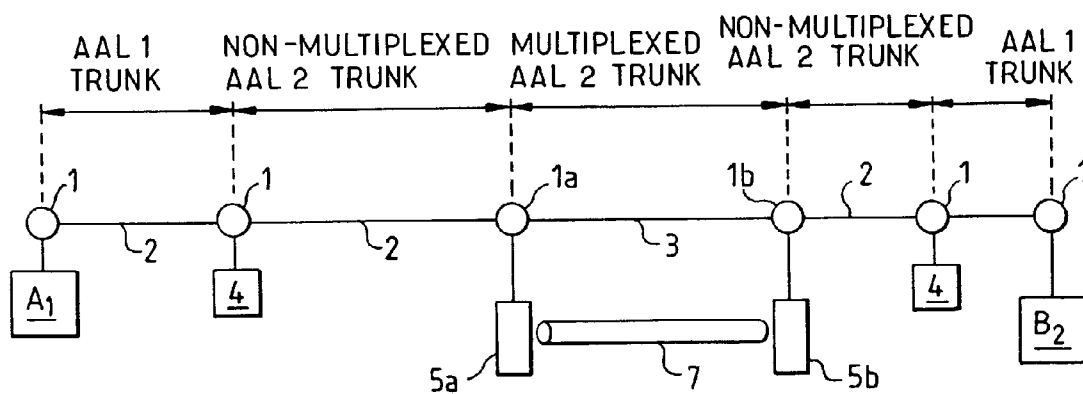 AAL 1
TRUNK
NON-MULTIPLEXED
AAL 2 TRUNK
MULTIPLEXED
AAL 2 TRUNK
NON-MULTIPLEXED
AAL 2 TRUNK
AAL 1
TRUNK
1
1
1a
1b
2
1
1
2
2
3
A1
4
4
B2
5a
7
5b